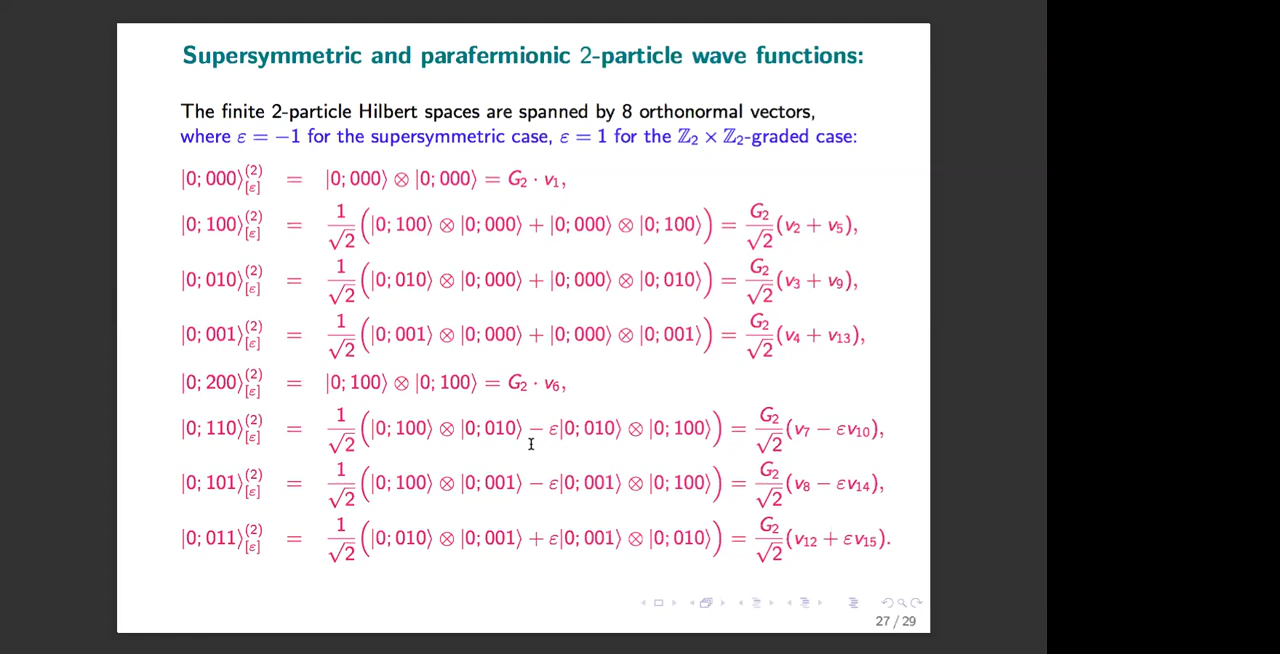 Supersymmetric and parafermionic 2-particle wave functions:
The finite 2-particle Hilbert spaces are spanned by 8 orthonormal vectors,
where ε = −1 for the supersymmetric case, ε = 1 for the ℤ₂ × ℤ₂-graded case:
|0; 000⟩^{(2)}_{[ε]} = |0; 000⟩ ⊗ |0; 000⟩ = G₂ · v₁,
|0; 100⟩^{(2)}_{[ε]} = 1/√2 (|0; 100⟩ ⊗ |0; 000⟩ + |0; 000⟩ ⊗ |0; 100⟩) = G₂/√2 (v₂ + v₅),
|0; 010⟩^{(2)}_{[ε]} = 1/√2 (|0; 010⟩ ⊗ |0; 000⟩ + |0; 000⟩ ⊗ |0; 010⟩) = G₂/√2 (v₃ + v₉),
|0; 001⟩^{(2)}_{[ε]} = 1/√2 (|0; 001⟩ ⊗ |0; 000⟩ + |0; 000⟩ ⊗ |0; 001⟩) = G₂/√2 (v₄ + v₁₃),
|0; 200⟩^{(2)}_{[ε]} = |0; 100⟩ ⊗ |0; 100⟩ = G₂ · v₆,
|0; 110⟩^{(2)}_{[ε]} = 1/√2 (|0; 100⟩ ⊗ |0; 010⟩ − ε|0; 010⟩ ⊗ |0; 100⟩) = G₂/√2 (v₇ − εv₁₀),
|0; 101⟩^{(2)}_{[ε]} = 1/√2 (|0; 100⟩ ⊗ |0; 001⟩ − ε|0; 001⟩ ⊗ |0; 100⟩) = G₂/√2 (v₈ − εv₁₄),
|0; 011⟩^{(2)}_{[ε]} = 1/√2 (|0; 010⟩ ⊗ |0; 001⟩ + ε|0; 001⟩ ⊗ |0; 010⟩) = G₂/√2 (v₁₂ + εv₁₅).
27 / 29